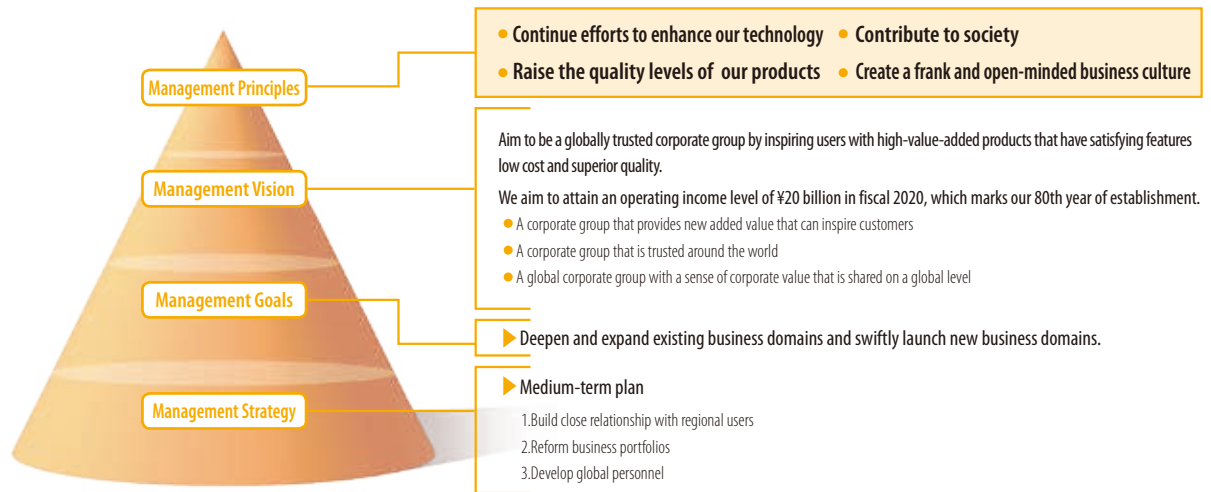 Management Principles
• Continue efforts to enhance our technology • Contribute to society
• Raise the quality levels of our products • Create a frank and open-minded business culture
Management Vision
Aim to be a globally trusted corporate group by inspiring users with high-value-added products that have satisfying features
low cost and superior quality.
We aim to attain an operating income level of ¥20 billion in fiscal 2020, which marks our 80th year of establishment.
• A corporate group that provides new added value that can inspire customers
• A corporate group that is trusted around the world
• A global corporate group with a sense of corporate value that is shared on a global level
Management Goals
Deepen and expand existing business domains and swiftly launch new business domains.
Management Strategy
Medium-term plan
1.Build close relationship with regional users
2.Reform business portfolios
3.Develop global personnel